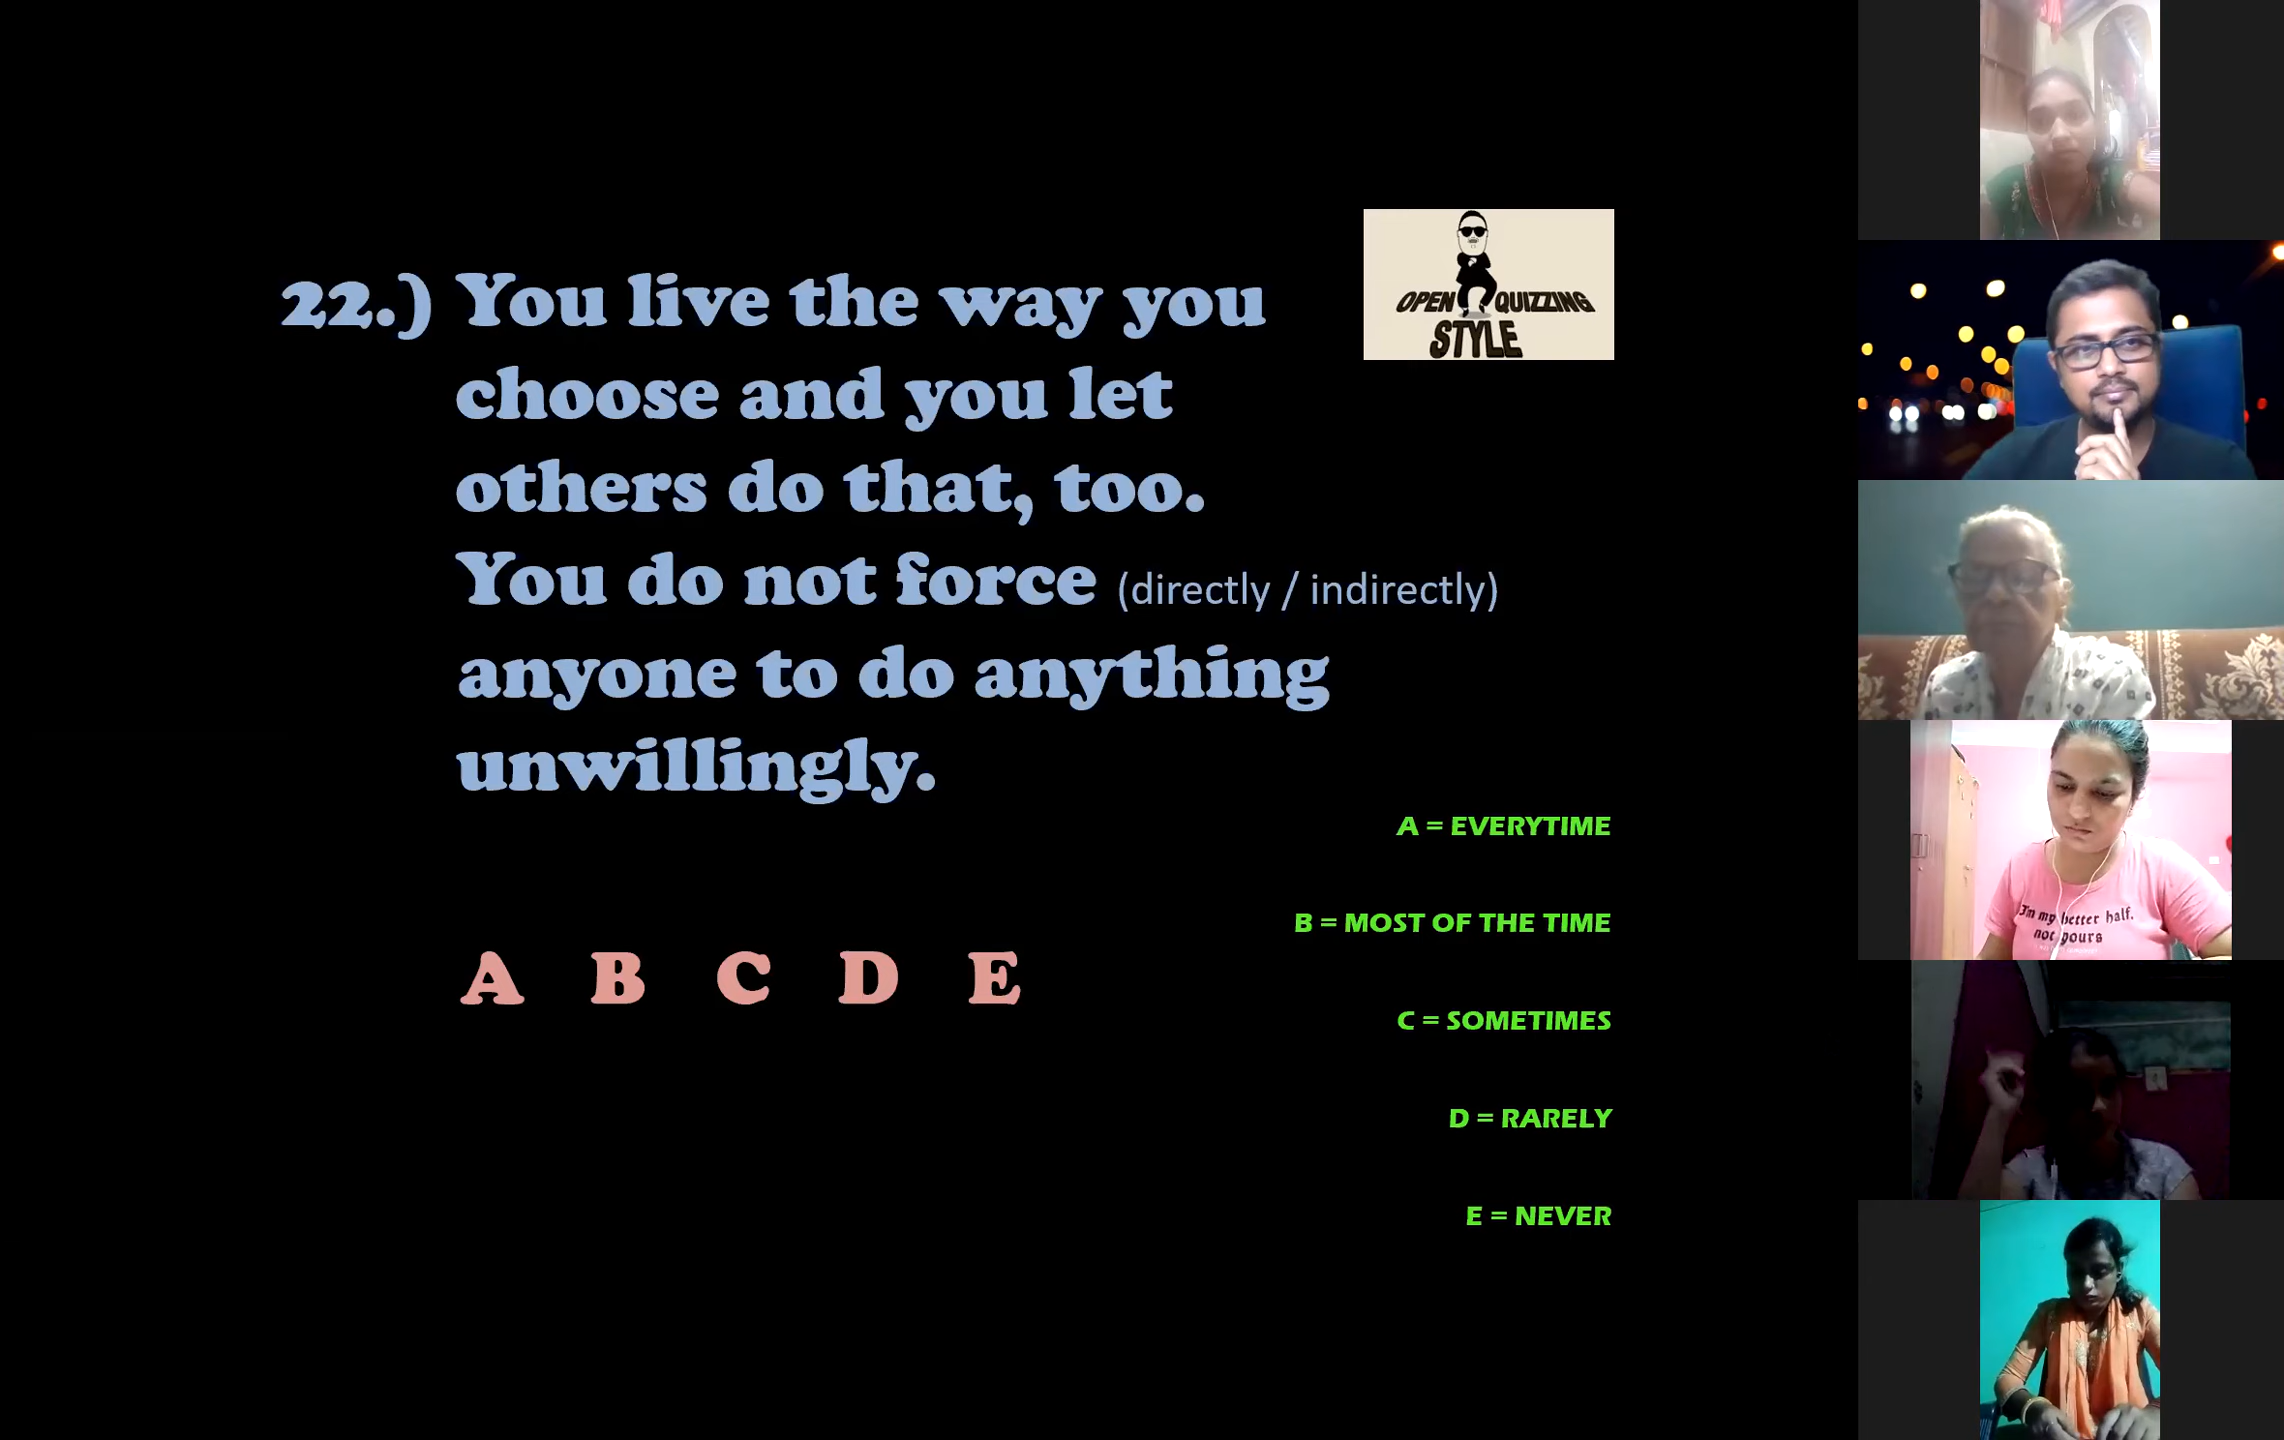 22.) You live the way you
choose and you let
others do that, too.
You do not force (directly / indirectly)
anyone to do anything
unwillingly.
OPEN QUIZZING
STYLE
A B C D E
A = EVERYTIME
B = MOST OF THE TIME
C = SOMETIMES
D = RARELY
E = NEVER
I'm my better half,
not yours